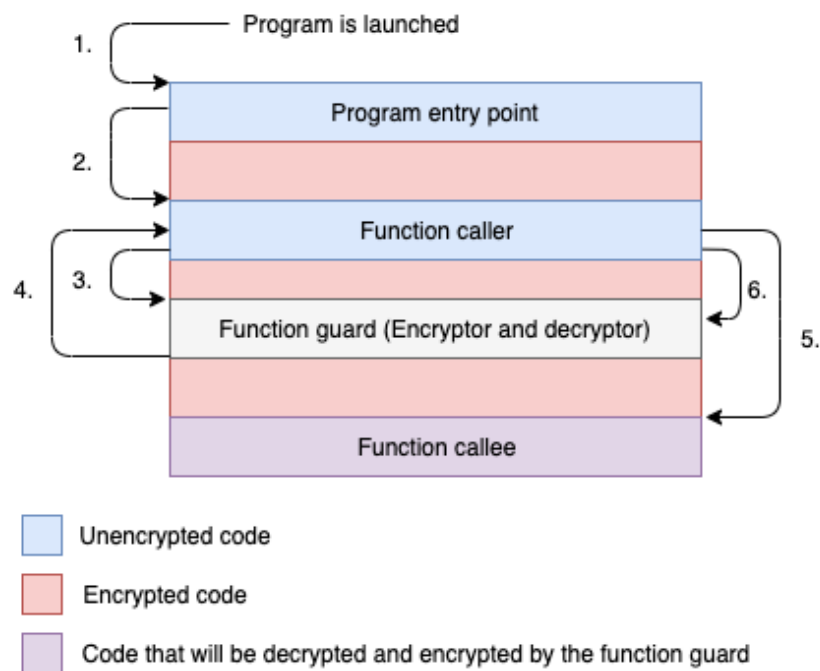 Program is launched
1.
Program entry point
2.
Function caller
3.
4.
6.
Function guard (Encryptor and decryptor)
5.
Function callee
Unencrypted code
Encrypted code
Code that will be decrypted and encrypted by the function guard